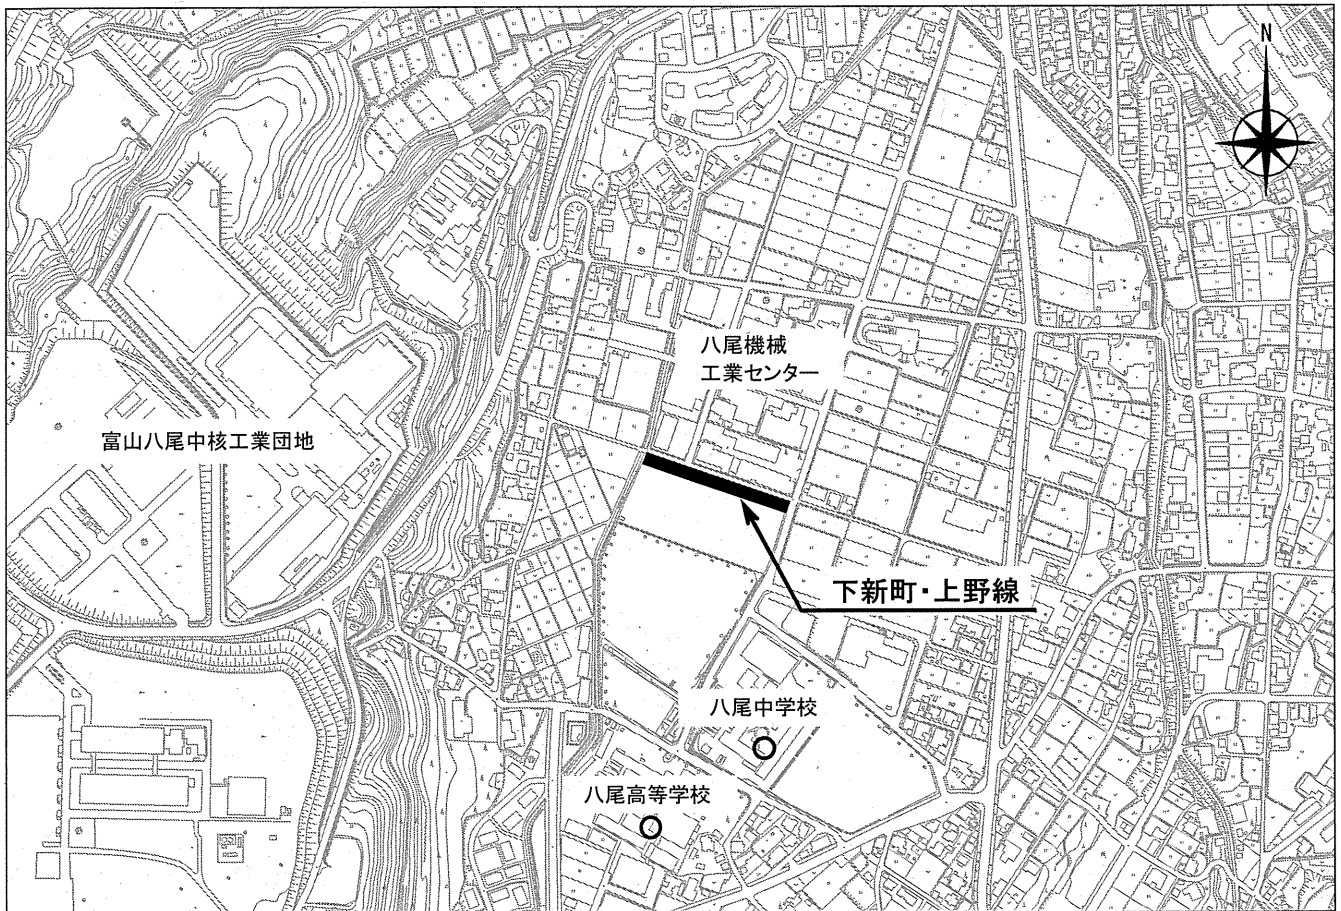 N
八尾機械
工業センター
富山八尾中核工業団地
下新町・上野線
八尾中学校
八尾高等学校